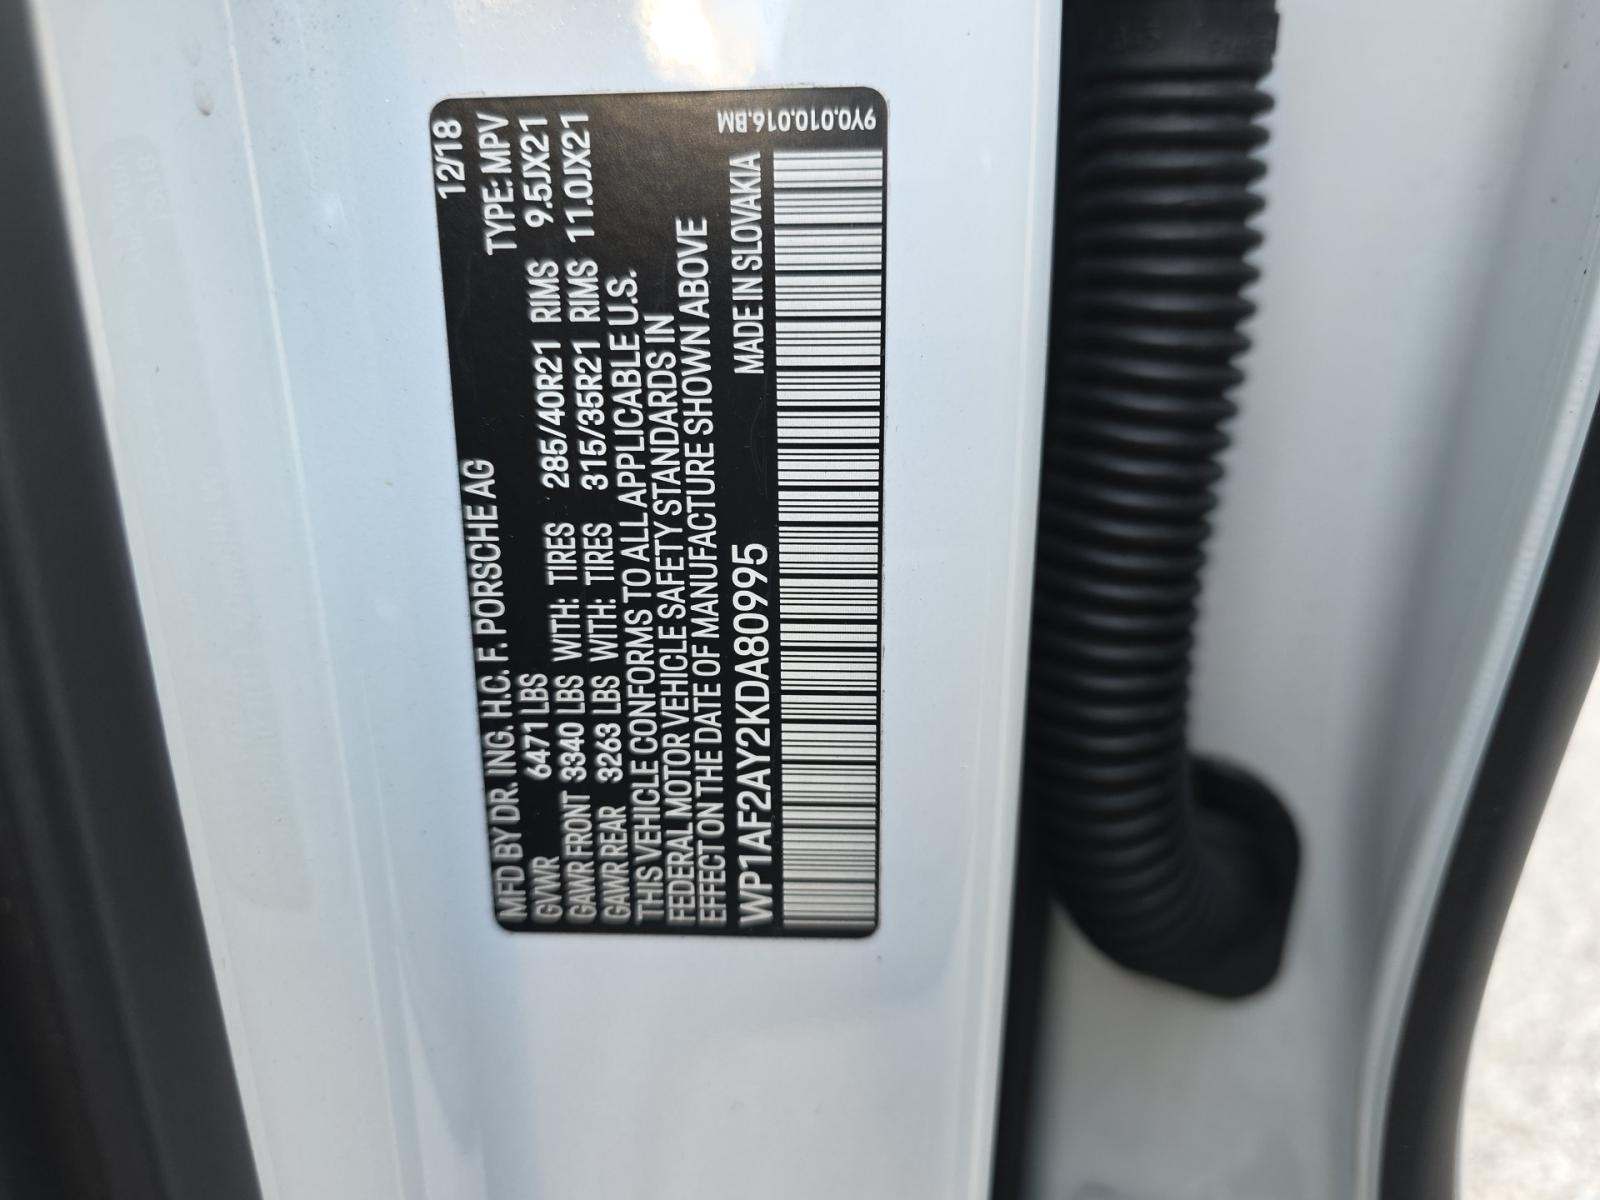 12/18
MFD BY DR. ING. H.C. F. PORSCHE AG
TYPE: MPV
GVWR 6471 LBS
GAWR FRONT 3340 LBS WITH: TIRES 285/40R21 RIMS 9.5JX21
GAWR REAR 3263 LBS WITH: TIRES 315/35R21 RIMS 11.0JX21
THIS VEHICLE CONFORMS TO ALL APPLICABLE U.S.
FEDERAL MOTOR VEHICLE SAFETY STANDARDS IN
EFFECT ON THE DATE OF MANUFACTURE SHOWN ABOVE
WP1AF2AY2KDA80995 MADE IN SLOVAKIA
9Y0.010.016.BM